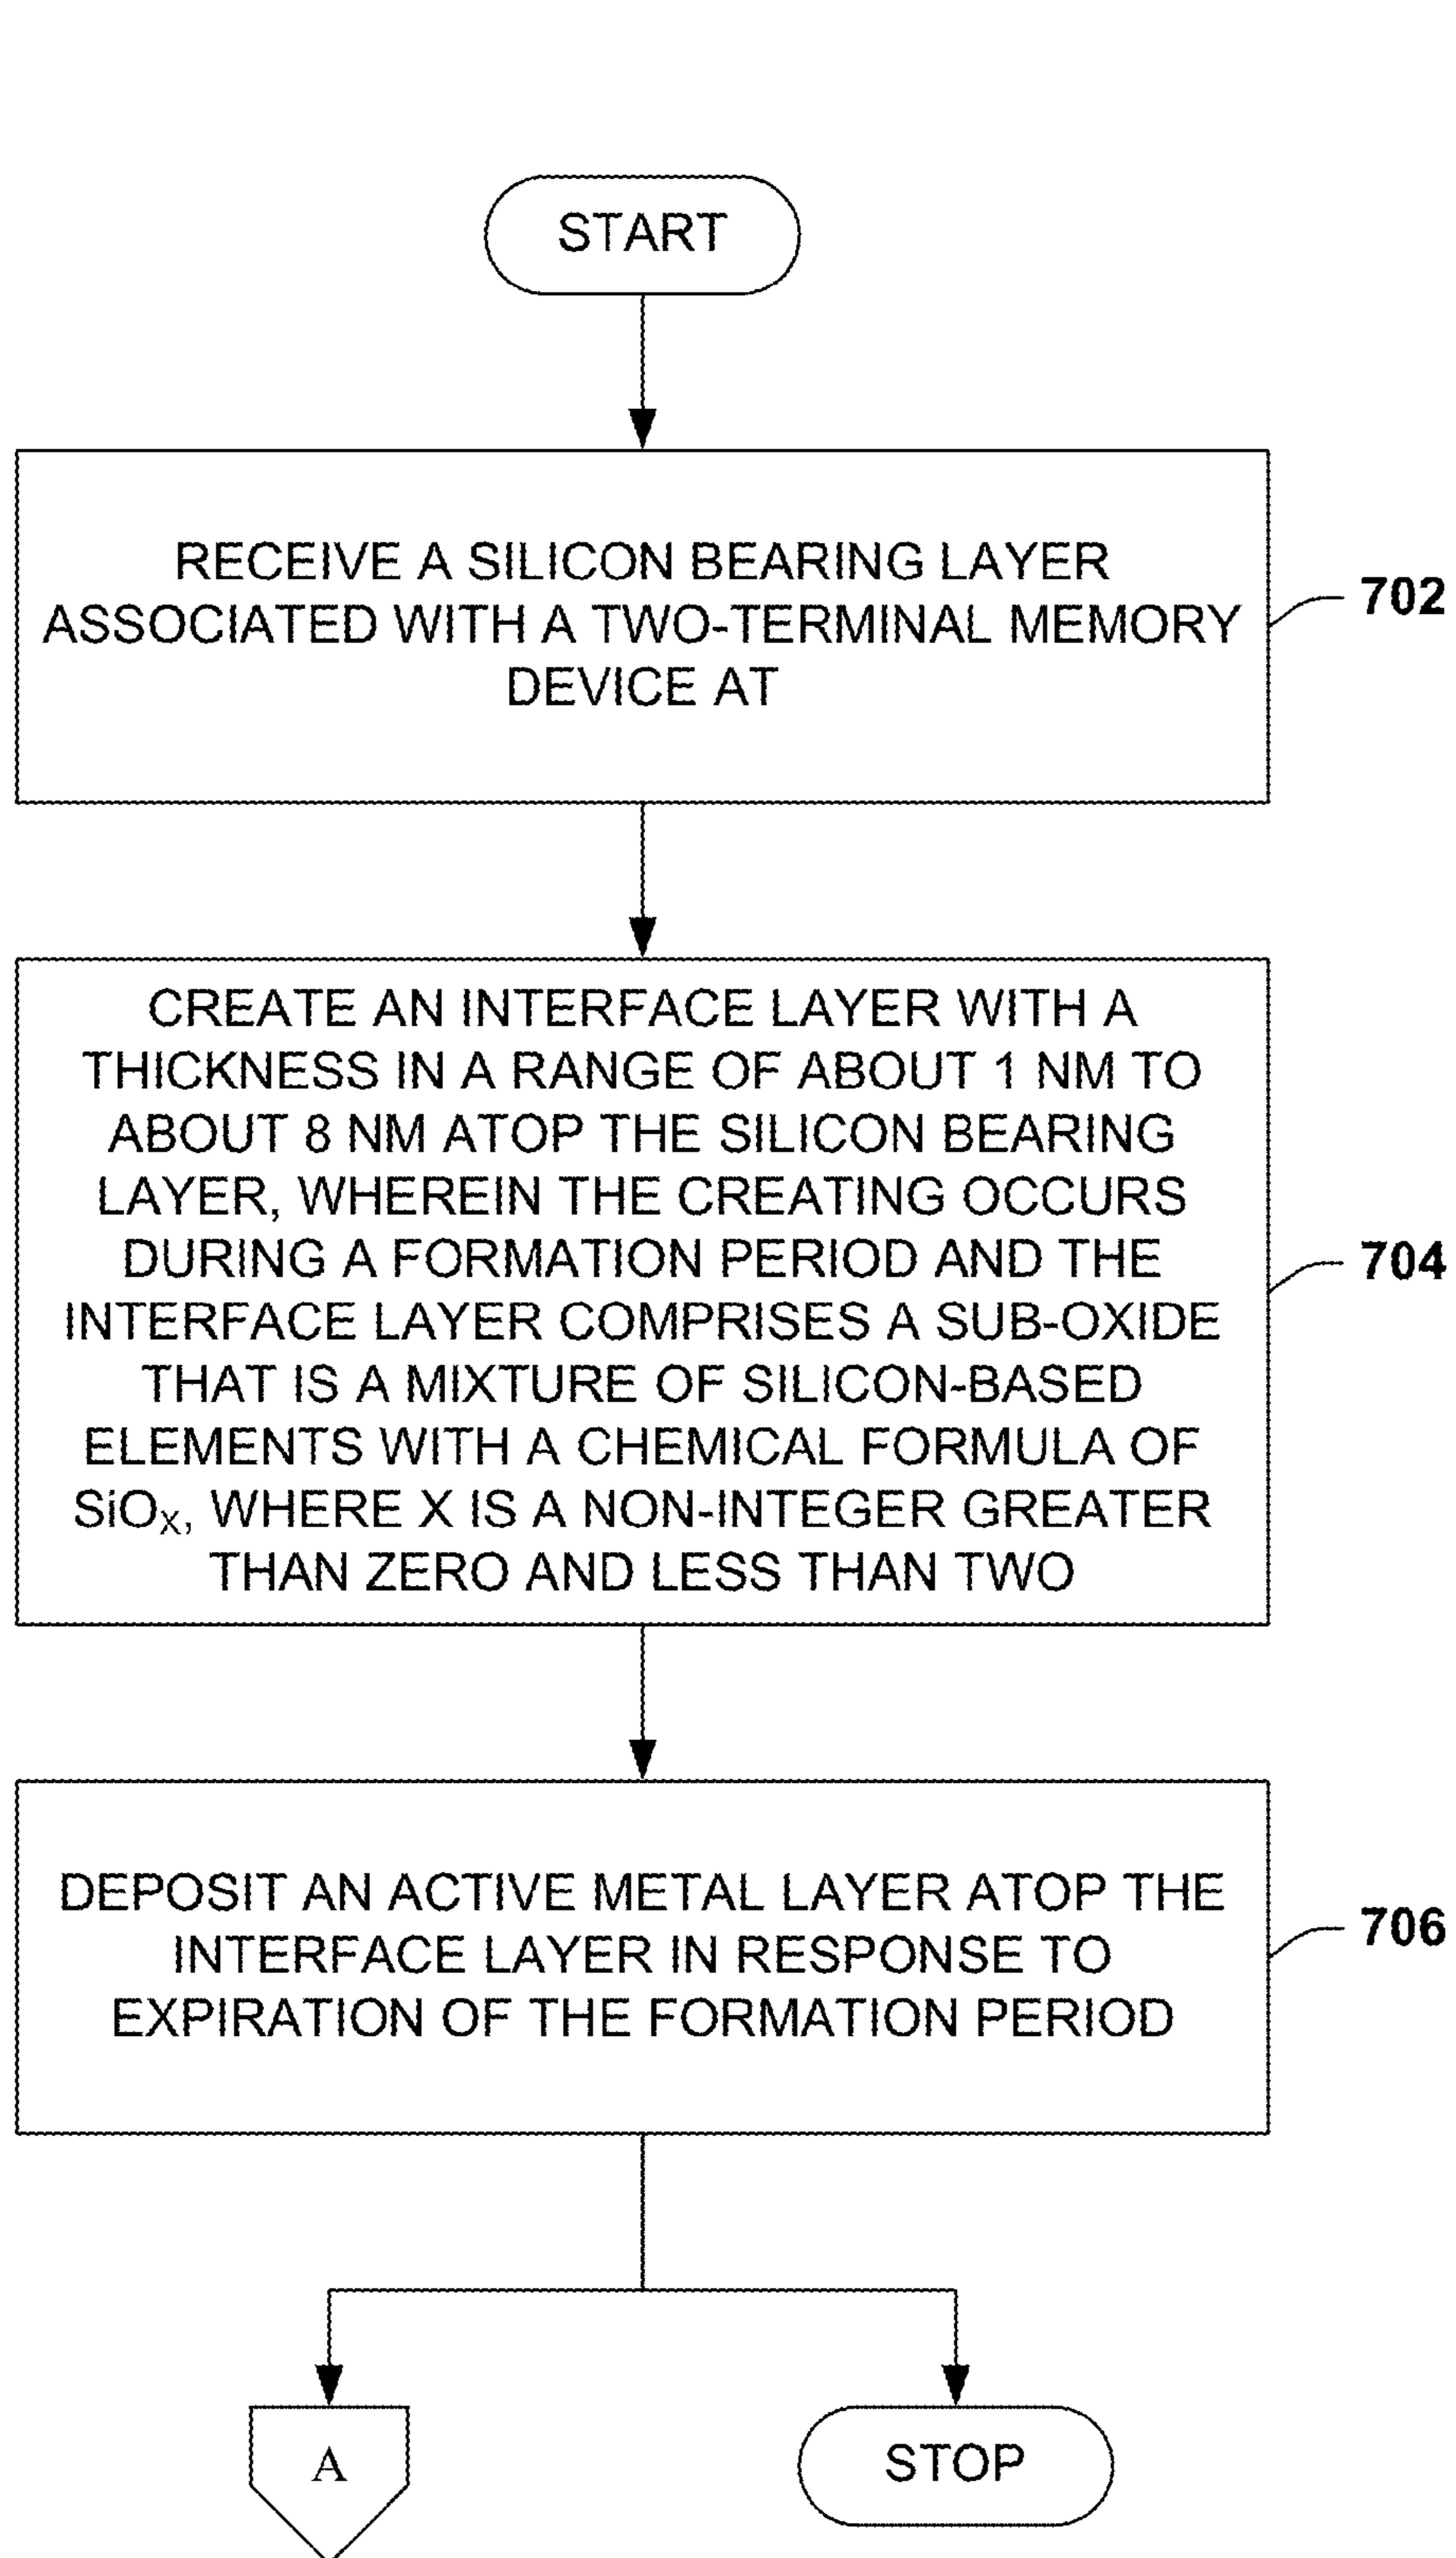 START
RECEIVE A SILICON BEARING LAYER
ASSOCIATED WITH A TWO-TERMINAL MEMORY
DEVICE AT
702
CREATE AN INTERFACE LAYER WITH A
THICKNESS IN A RANGE OF ABOUT 1 NM TO
ABOUT 8 NM ATOP THE SILICON BEARING
LAYER, WHEREIN THE CREATING OCCURS
DURING A FORMATION PERIOD AND THE
INTERFACE LAYER COMPRISES A SUB-OXIDE
THAT IS A MIXTURE OF SILICON-BASED
ELEMENTS WITH A CHEMICAL FORMULA OF
SiOX, WHERE X IS A NON-INTEGER GREATER
THAN ZERO AND LESS THAN TWO
704
DEPOSIT AN ACTIVE METAL LAYER ATOP THE
INTERFACE LAYER IN RESPONSE TO
EXPIRATION OF THE FORMATION PERIOD
706
A
STOP